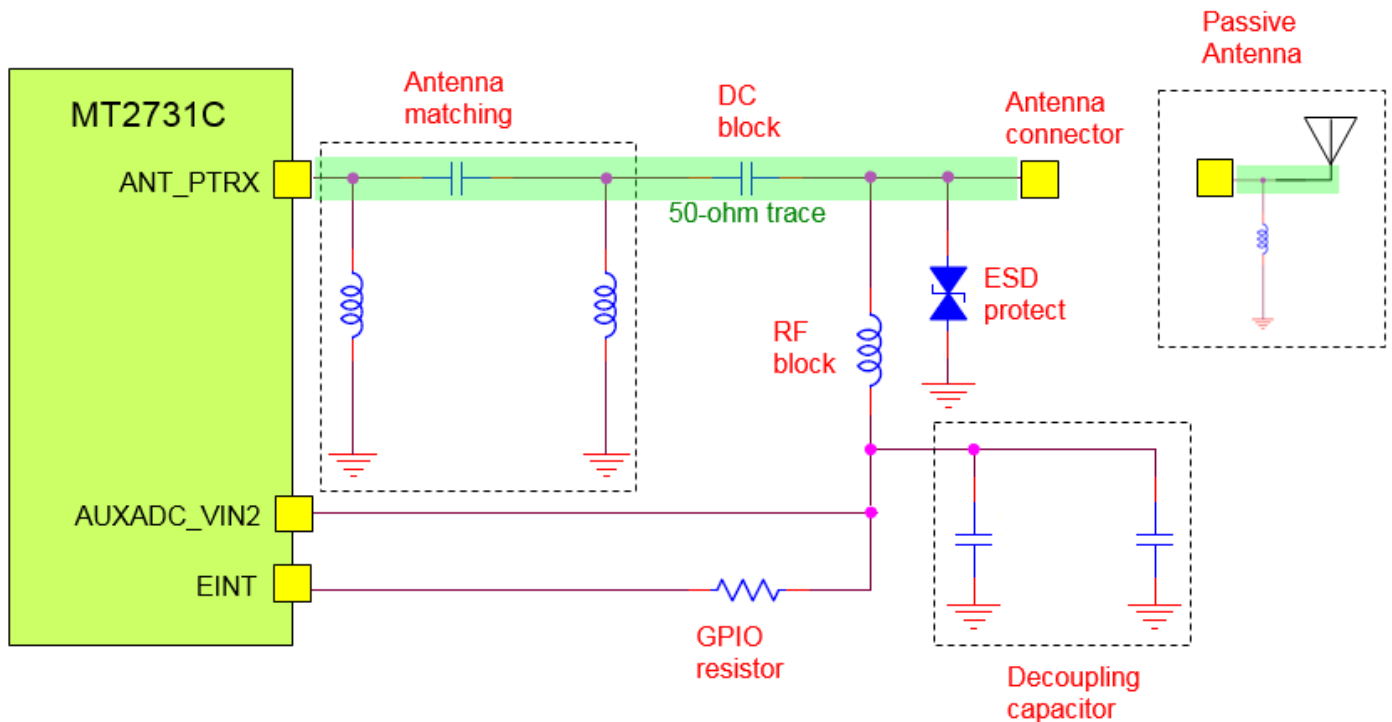 MT2731C
ANT_PTRX
AUXADC_VIN2
EINT
Antenna
matching
DC
block
50-ohm trace
Antenna
connector
Passive
Antenna
ESD
protect
RF
block
GPIO
resistor
Decoupling
capacitor